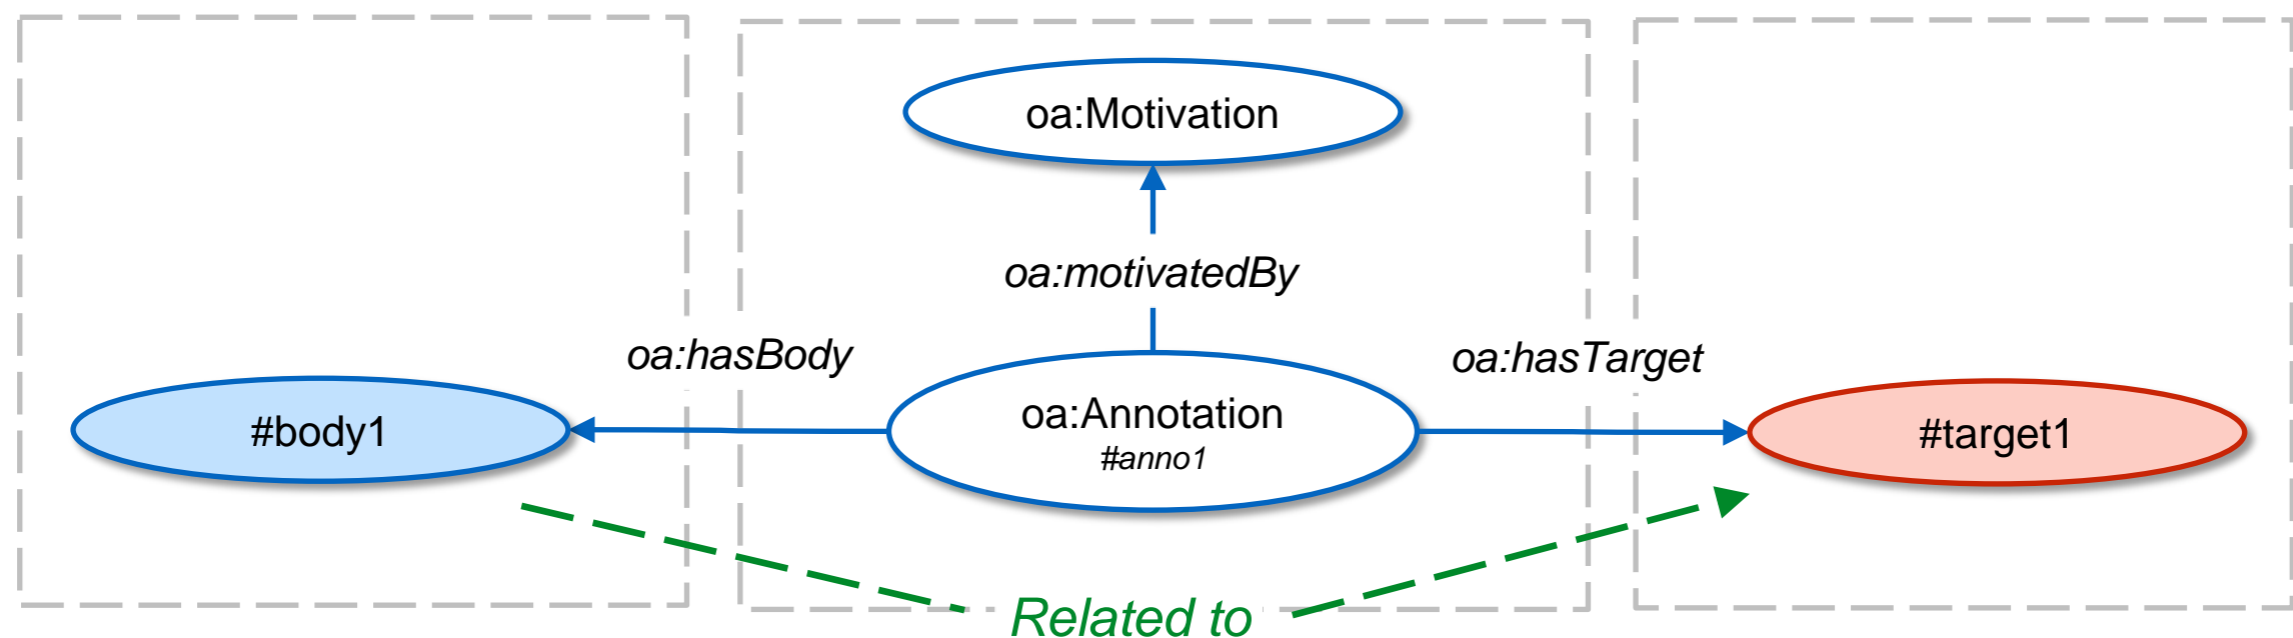 oa:Motivation
oa:motivatedBy
oa:hasBody
oa:hasTarget
#body1
oa:Annotation
#anno1
#target1
Related to